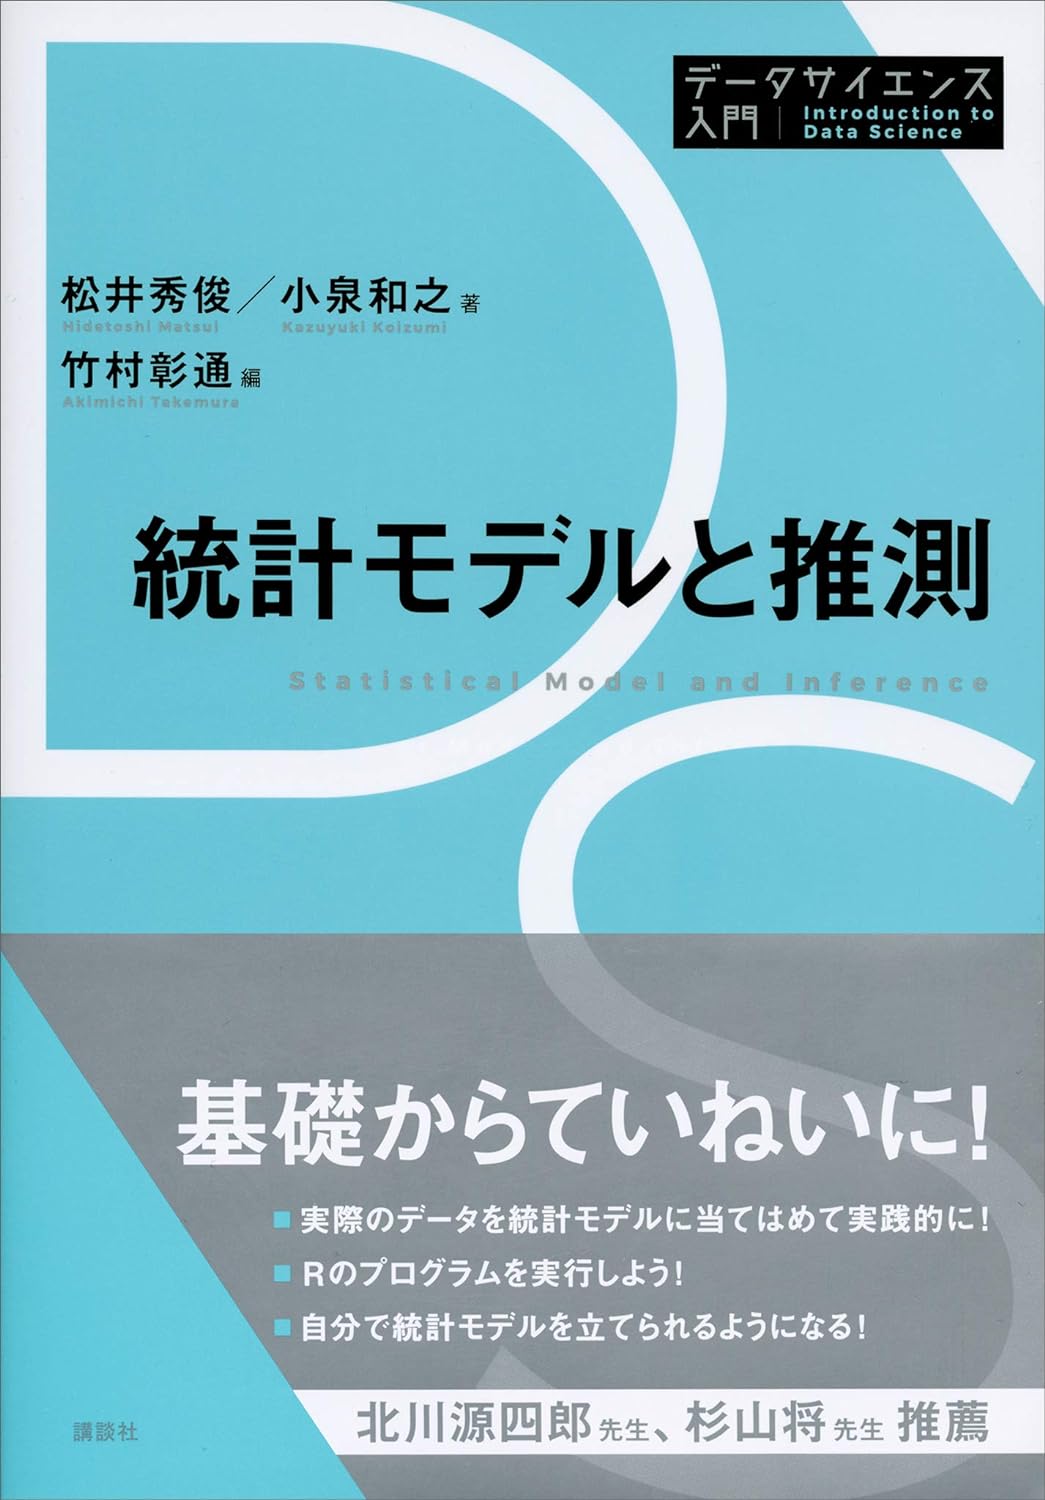 データサイエンス
入門 | Introduction to
Data Science
松井秀俊／小泉和之 著
Hidetoshi Matsui Kazuyuki Koizumi
竹村彰通 編
Akimichi Takemura
統計モデルと推測
Statistical Model and Inference
基礎からていねいに!
■ 実際のデータを統計モデルに当てはめて実践的に!
■ Rのプログラムを実行しよう!
■ 自分で統計モデルを立てられるようになる!
北川源四郎先生、杉山将先生 推薦
講談社